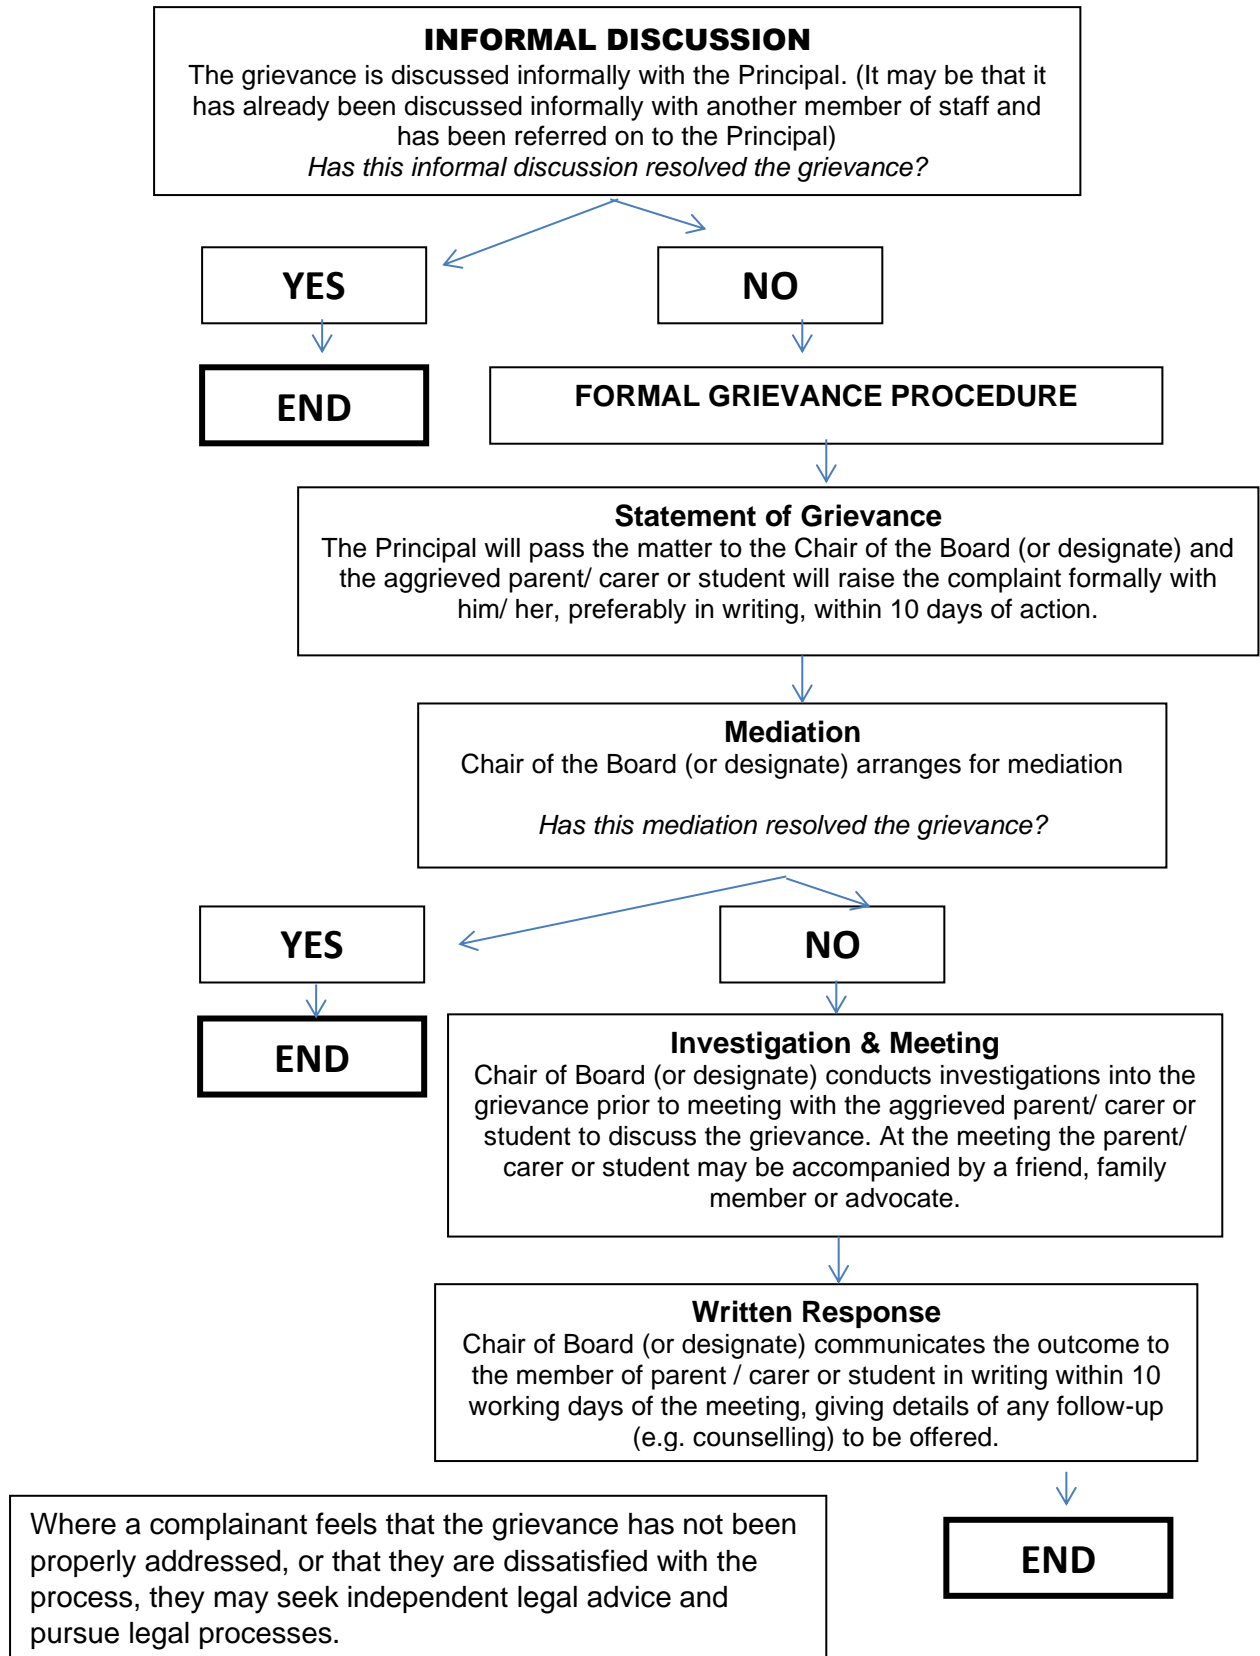 INFORMAL DISCUSSION
The grievance is discussed informally with the Principal. (It may be that it
has already been discussed informally with another member of staff and
has been referred on to the Principal)
Has this informal discussion resolved the grievance?
YES
NO
END
FORMAL GRIEVANCE PROCEDURE
Statement of Grievance
The Principal will pass the matter to the Chair of the Board (or designate) and
the aggrieved parent/ carer or student will raise the complaint formally with
him/ her, preferably in writing, within 10 days of action.
Mediation
Chair of the Board (or designate) arranges for mediation
Has this mediation resolved the grievance?
YES
NO
END
Investigation & Meeting
Chair of Board (or designate) conducts investigations into the
grievance prior to meeting with the aggrieved parent/ carer or
student to discuss the grievance. At the meeting the parent/
carer or student may be accompanied by a friend, family
member or advocate.
Written Response
Chair of Board (or designate) communicates the outcome to
the member of parent / carer or student in writing within 10
working days of the meeting, giving details of any follow-up
(e.g. counselling) to be offered.
Where a complainant feels that the grievance has not been
properly addressed, or that they are dissatisfied with the
process, they may seek independent legal advice and
pursue legal processes.
END